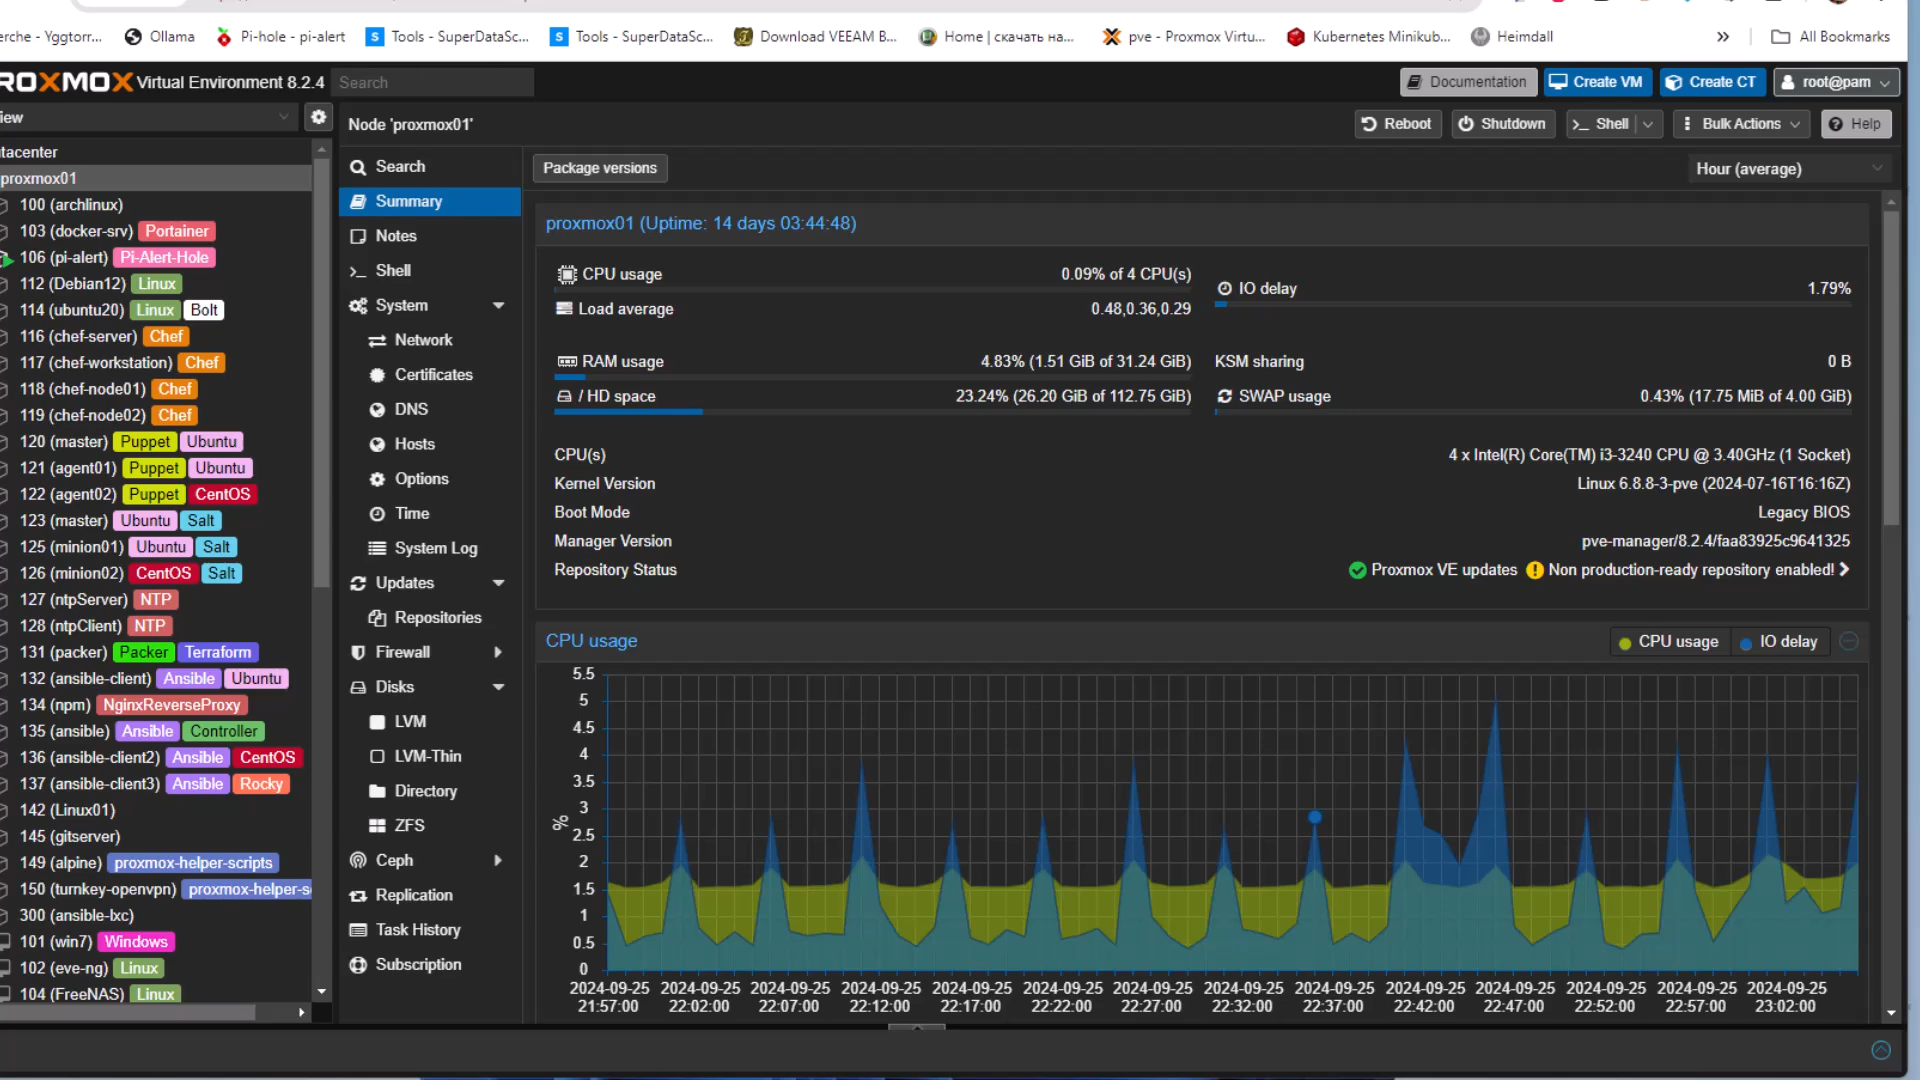 erche - Yggtorr...
Ollama
Pi-hole - pi-alert
Tools - SuperDataSc...
Tools - SuperDataSc...
Download VEEAM B...
Home | скачать на...
pve - Proxmox Virtu...
Kubernetes Minikub...
Heimdall
»
All Bookmarks
ROXMOX Virtual Environment 8.2.4
Search
Documentation
Create VM
Create CT
root@pam
iew
Node 'proxmox01'
Reboot
Shutdown
Shell
Bulk Actions
Help
tacenter
proxmox01
100 (archlinux)
103 (docker-srv) Portainer
106 (pi-alert) Pi-Alert-Hole
112 (Debian12) Linux
114 (ubuntu20) Linux Bolt
116 (chef-server) Chef
117 (chef-workstation) Chef
118 (chef-node01) Chef
119 (chef-node02) Chef
120 (master) Puppet Ubuntu
121 (agent01) Puppet Ubuntu
122 (agent02) Puppet CentOS
123 (master) Ubuntu Salt
125 (minion01) Ubuntu Salt
126 (minion02) CentOS Salt
127 (ntpServer) NTP
128 (ntpClient) NTP
131 (packer) Packer Terraform
132 (ansible-client) Ansible Ubuntu
134 (npm) NginxReverseProxy
135 (ansible) Ansible Controller
136 (ansible-client2) Ansible CentOS
137 (ansible-client3) Ansible Rocky
142 (Linux01)
145 (gitserver)
149 (alpine) proxmox-helper-scripts
150 (turnkey-openvpn) proxmox-helper-s
300 (ansible-lxc)
101 (win7) Windows
102 (eve-ng) Linux
104 (FreeNAS) Linux
Search
Summary
Notes
Shell
System
Network
Certificates
DNS
Hosts
Options
Time
System Log
Updates
Repositories
Firewall
Disks
LVM
LVM-Thin
Directory
ZFS
Ceph
Replication
Task History
Subscription
Package versions
Hour (average)
proxmox01 (Uptime: 14 days 03:44:48)
CPU usage 0.09% of 4 CPU(s)
IO delay 1.79%
Load average 0.48,0.36,0.29
RAM usage 4.83% (1.51 GiB of 31.24 GiB)
KSM sharing 0 B
/ HD space 23.24% (26.20 GiB of 112.75 GiB)
SWAP usage 0.43% (17.75 MiB of 4.00 GiB)
CPU(s) 4 x Intel(R) Core(TM) i3-3240 CPU @ 3.40GHz (1 Socket)
Kernel Version Linux 6.8.8-3-pve (2024-07-16T16:16Z)
Boot Mode Legacy BIOS
Manager Version pve-manager/8.2.4/faa83925c9641325
Repository Status Proxmox VE updates Non production-ready repository enabled!
CPU usage
CPU usage
IO delay
5.5
5
4.5
4
3.5
3
2.5
2
1.5
1
0.5
0
%
2024-09-25 2024-09-25 2024-09-25 2024-09-25 2024-09-25 2024-09-25 2024-09-25 2024-09-25 2024-09-25 2024-09-25 2024-09-25 2024-09-25 2024-09-25 2024-09-25
21:57:00 22:02:00 22:07:00 22:12:00 22:17:00 22:22:00 22:27:00 22:32:00 22:37:00 22:42:00 22:47:00 22:52:00 22:57:00 23:02:00